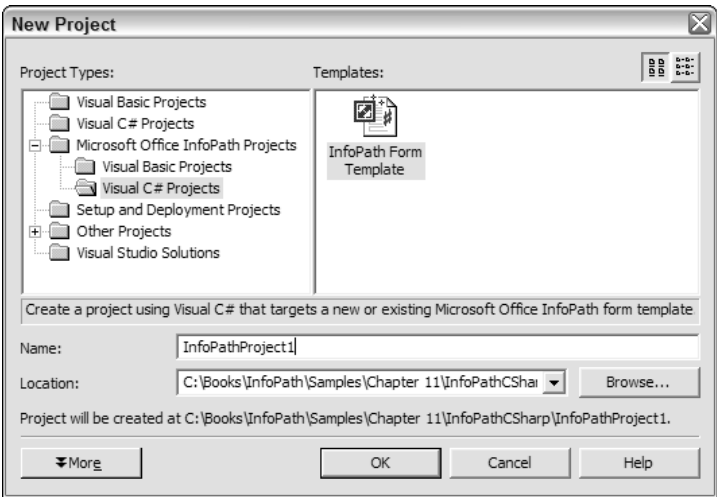 New Project
Project Types:
Templates:
Visual Basic Projects
Visual C# Projects
Microsoft Office InfoPath Projects
Visual Basic Projects
Visual C# Projects
Setup and Deployment Projects
Other Projects
Visual Studio Solutions
InfoPath Form
Template
Create a project using Visual C# that targets a new or existing Microsoft Office InfoPath form template
Name:
InfoPathProject1
Location:
C:\Books\InfoPath\Samples\Chapter 11\InfoPathCShar
Browse...
Project will be created at C:\Books\InfoPath\Samples\Chapter 11\InfoPathCSharp\InfoPathProject1.
More
OK
Cancel
Help